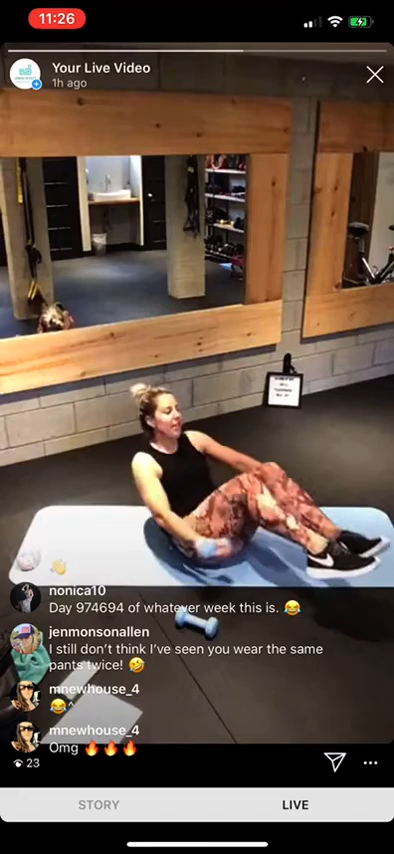 11:26
Your Live Video
1h ago
nonica10
Day 974694 of whatever week this is. 😂
jenmonsonallen
I still don't think I've seen you wear the same
pants twice! 🤣
mnewhouse_4
😂^
mnewhouse_4
Omg 🔥🔥🔥
23
STORY
LIVE